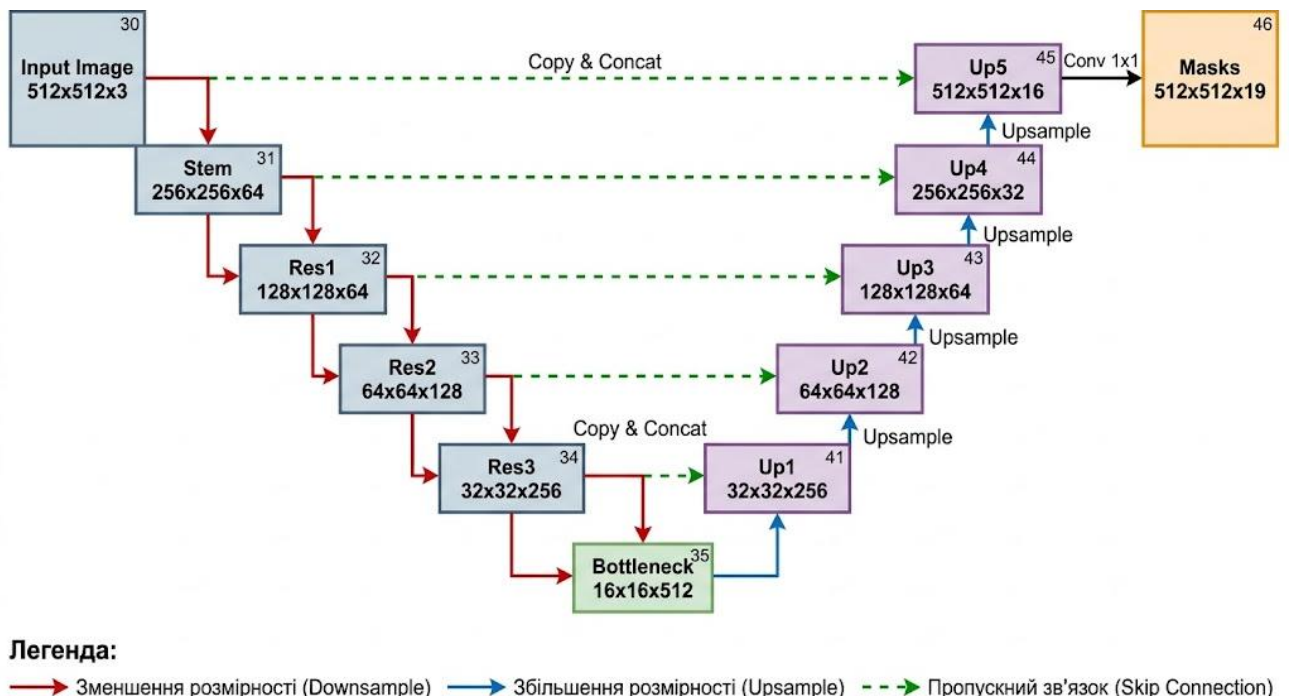 30
Input Image
512x512x3
Copy & Concat
45
Up5
512x512x16
Conv 1x1
46
Masks
512x512x19
Upsample
31
Stem
256x256x64
44
Up4
256x256x32
Upsample
32
Res1
128x128x64
43
Up3
128x128x64
Upsample
33
Res2
64x64x128
42
Up2
64x64x128
Upsample
Copy & Concat
34
Res3
32x32x256
41
Up1
32x32x256
35
Bottleneck
16x16x512
Легенда:
Зменшення розмірності (Downsample)
Збільшення розмірності (Upsample)
Пропускний зв'язок (Skip Connection)